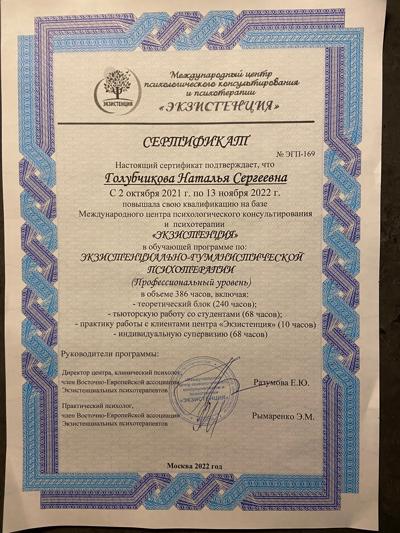 Международный центр
психологического консультирования
и психотерапии
«ЭКЗИСТЕНЦИЯ»
ЭКЗИСТЕНЦИЯ
СЕРТИФИКАТ
№ ЭГП-169
Настоящий сертификат подтверждает, что
Голубчикова Наталья Сергеевна
С 2 октября 2021 г. по 13 ноября 2022 г.
повышала свою квалификацию на базе
Международного центра психологического консультирования
и психотерапии
«ЭКЗИСТЕНЦИЯ»
в обучающей программе по:
ЭКЗИСТЕНЦИАЛЬНО-ГУМАНИСТИЧЕСКОЙ
ПСИХОТЕРАПИИ
(Профессиональный уровень)
в объеме 386 часов, включая:
- теоретический блок (240 часов);
- тьюторскую работу со студентами (68 часов);
- практику работы с клиентами центра «Экзистенция» (10 часов)
- индивидуальную супервизию (68 часов)
Руководители программы:
Директор центра, клинический психолог,
член Восточно-Европейской ассоциации
Экзистенциальных психотерапевтов
Разумова Е.Ю.
Практический психолог,
член Восточно-Европейской ассоциации
Экзистенциальных психотерапевтов
Рымаренко Э.М.
«ЭКЗИСТЕНЦИЯ»
Москва 2022 год